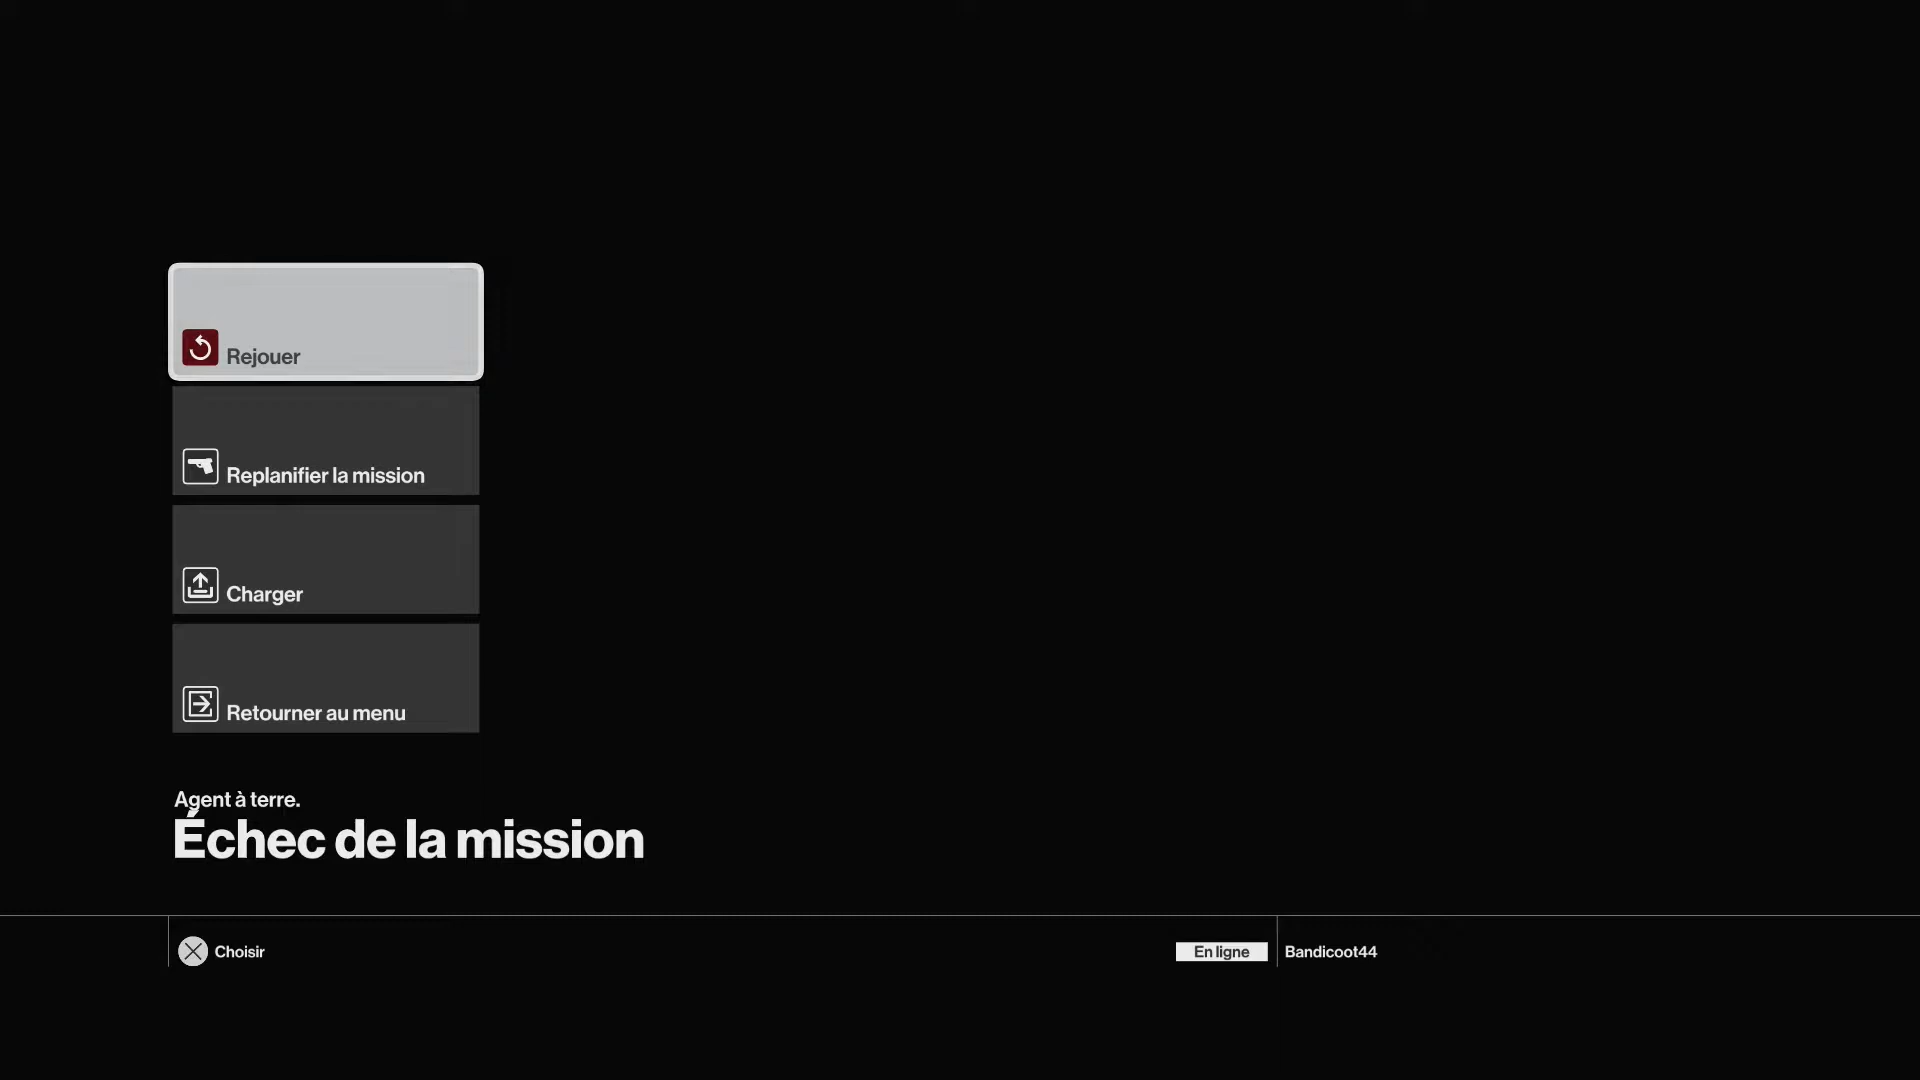 Rejouer
Replanifier la mission
Charger
Retourner au menu
Agent à terre.
Échec de la mission
Choisir
En ligne
Bandicoot44